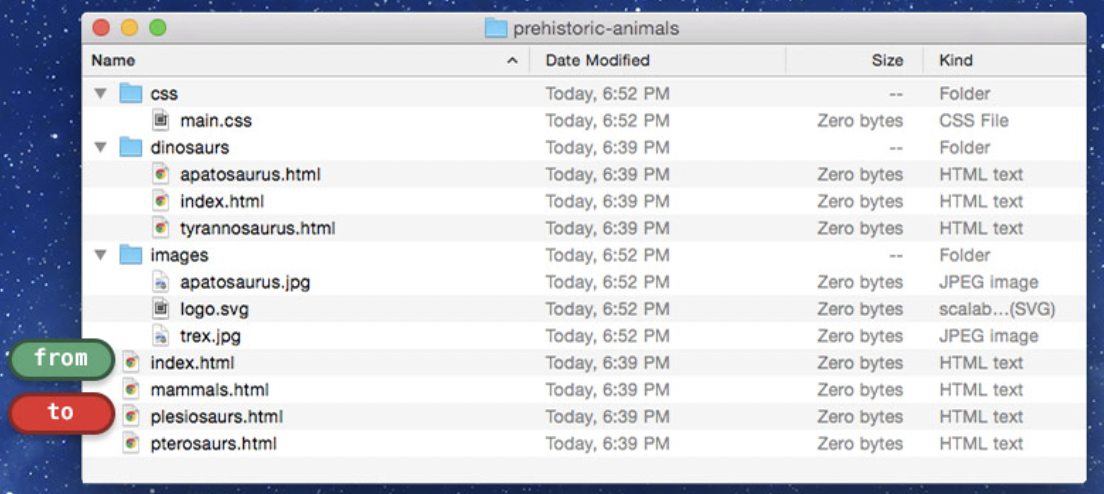 prehistoric-animals
Name Date Modified Size Kind
css Today, 6:52 PM -- Folder
main.css Today, 6:52 PM Zero bytes CSS File
dinosaurs Today, 6:39 PM -- Folder
apatosaurus.html Today, 6:39 PM Zero bytes HTML text
index.html Today, 6:39 PM Zero bytes HTML text
tyrannosaurus.html Today, 6:39 PM Zero bytes HTML text
images Today, 6:52 PM -- Folder
apatosaurus.jpg Today, 6:52 PM Zero bytes JPEG image
logo.svg Today, 6:52 PM Zero bytes scalab...(SVG)
trex.jpg Today, 6:52 PM Zero bytes JPEG image
from index.html Today, 6:39 PM Zero bytes HTML text
mammals.html Today, 6:39 PM Zero bytes HTML text
to plesiosaurs.html Today, 6:39 PM Zero bytes HTML text
pterosaurs.html Today, 6:39 PM Zero bytes HTML text